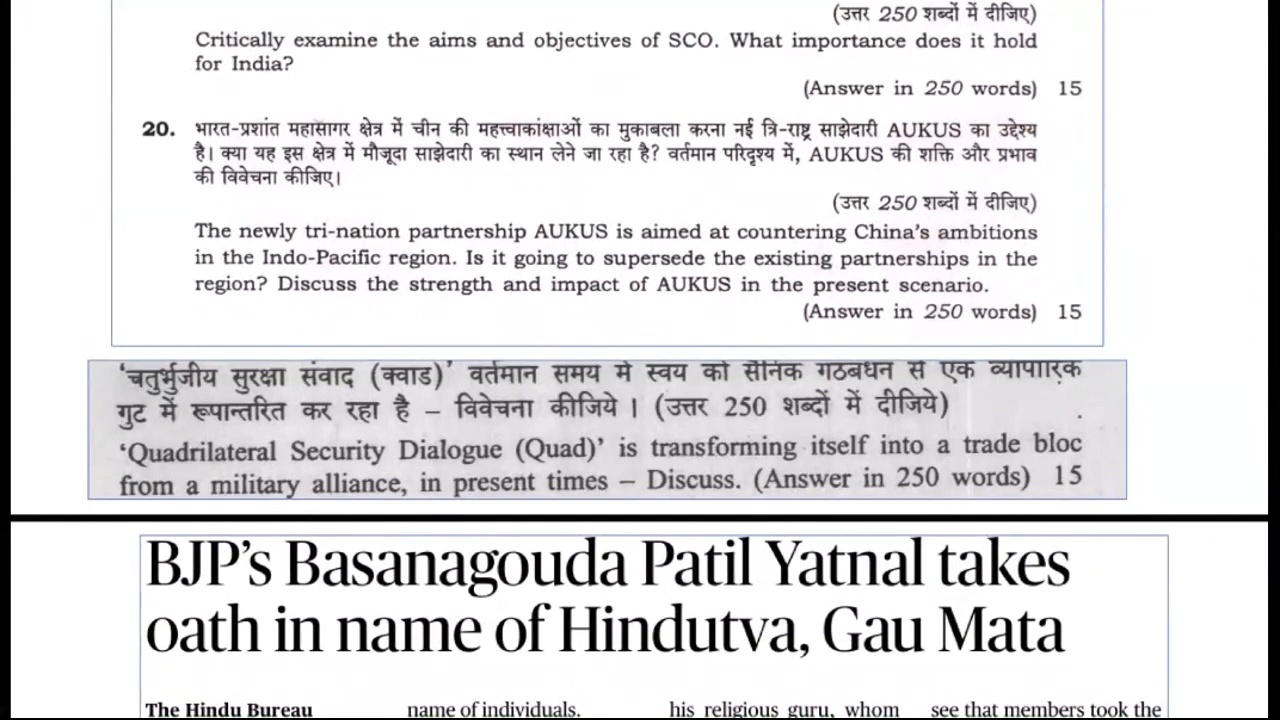 (उत्तर 250 शब्दों में दीजिए)
Critically examine the aims and objectives of SCO. What importance does it hold
for India?
(Answer in 250 words) 15
20. भारत-प्रशांत महासागर क्षेत्र में चीन की महत्त्वाकांक्षाओं का मुकाबला करना नई त्रि-राष्ट्र साझेदारी AUKUS का उद्देश्य
है। क्या यह इस क्षेत्र में मौजूदा साझेदारी का स्थान लेने जा रहा है? वर्तमान परिदृश्य में, AUKUS की शक्ति और प्रभाव
की विवेचना कीजिए।
(उत्तर 250 शब्दों में दीजिए)
The newly tri-nation partnership AUKUS is aimed at countering China's ambitions
in the Indo-Pacific region. Is it going to supersede the existing partnerships in the
region? Discuss the strength and impact of AUKUS in the present scenario.
(Answer in 250 words) 15
'चतुर्भुजीय सुरक्षा संवाद (क्वाड)' वर्तमान समय में स्वयं को सैनिक गठबंधन से एक व्यापारिक
गुट में रूपान्तरित कर रहा है – विवेचना कीजिये । (उत्तर 250 शब्दों में दीजिये)
'Quadrilateral Security Dialogue (Quad)' is transforming itself into a trade bloc
from a military alliance, in present times – Discuss. (Answer in 250 words) 15
BJP's Basanagouda Patil Yatnal takes
oath in name of Hindutva, Gau Mata
The Hindu Bureau name of individuals. his religious guru, whom see that members took the